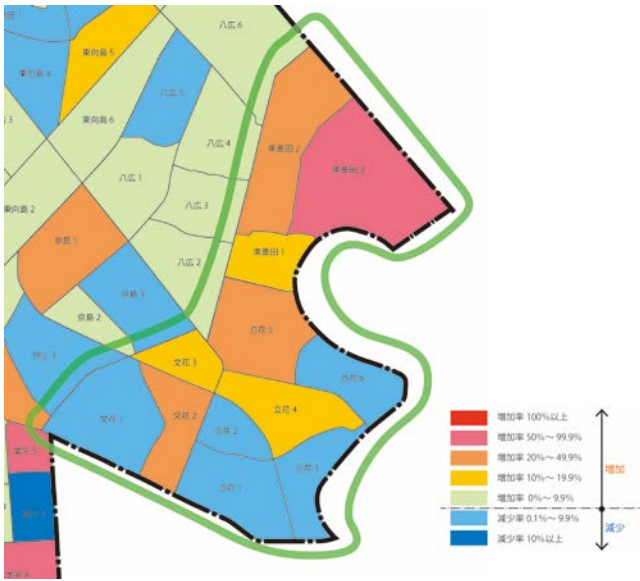 八広 6
東向島 5
東向島 4
八広 5
東向島 6
八広 4
東墨田 2
東墨田 3
八広 1
八広 3
東向島 2
京島 1
八広 2
東墨田 1
京島 3
京島 2
立花 5
押上 3
文花 3
立花 6
文花 1
文花 2
立花 4
立花 2
立花 3
立花 1
増加率 100%以上
増加率 50%～99.9%
増加率 20%～49.9%
増加率 10%～19.9%
増加率 0%～9.9%
減少率 0.1%～9.9%
減少率 10%以上
増加
減少